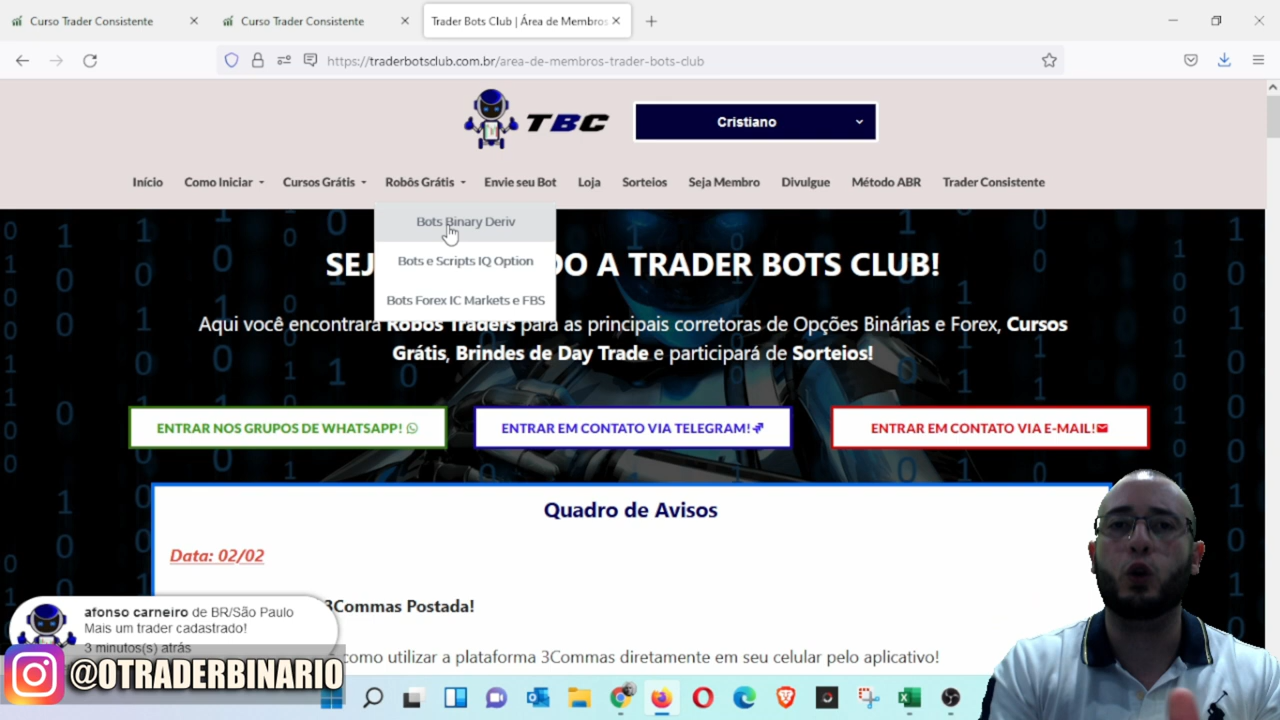 Curso Trader Consistente
Curso Trader Consistente
Trader Bots Club | Área de Membros
https://traderbotsclub.com.br/area-de-membros-trader-bots-club
TBC
Cristiano
Início
Como Iniciar
Cursos Grátis
Robôs Grátis
Envie seu Bot
Loja
Sorteios
Seja Membro
Divulgue
Método ABR
Trader Consistente
Bots Binary Deriv
Bots e Scripts IQ Option
Bots Forex IC Markets e FBS
SEJ DO A TRADER BOTS CLUB!
Aqui você encontrará Robôs Traders para as principais corretoras de Opções Binárias e Forex, Cursos
Grátis, Brindes de Day Trade e participará de Sorteios!
ENTRAR NOS GRUPOS DE WHATSAPP!
ENTRAR EM CONTATO VIA TELEGRAM!
ENTRAR EM CONTATO VIA E-MAIL!
Quadro de Avisos
Data: 02/02
3Commas Postada!
como utilizar a plataforma 3Commas diretamente em seu celular pelo aplicativo!
afonso carneiro de BR/São Paulo
Mais um trader cadastrado!
3 minutos(s) atrás
@OTRADERBINARIO